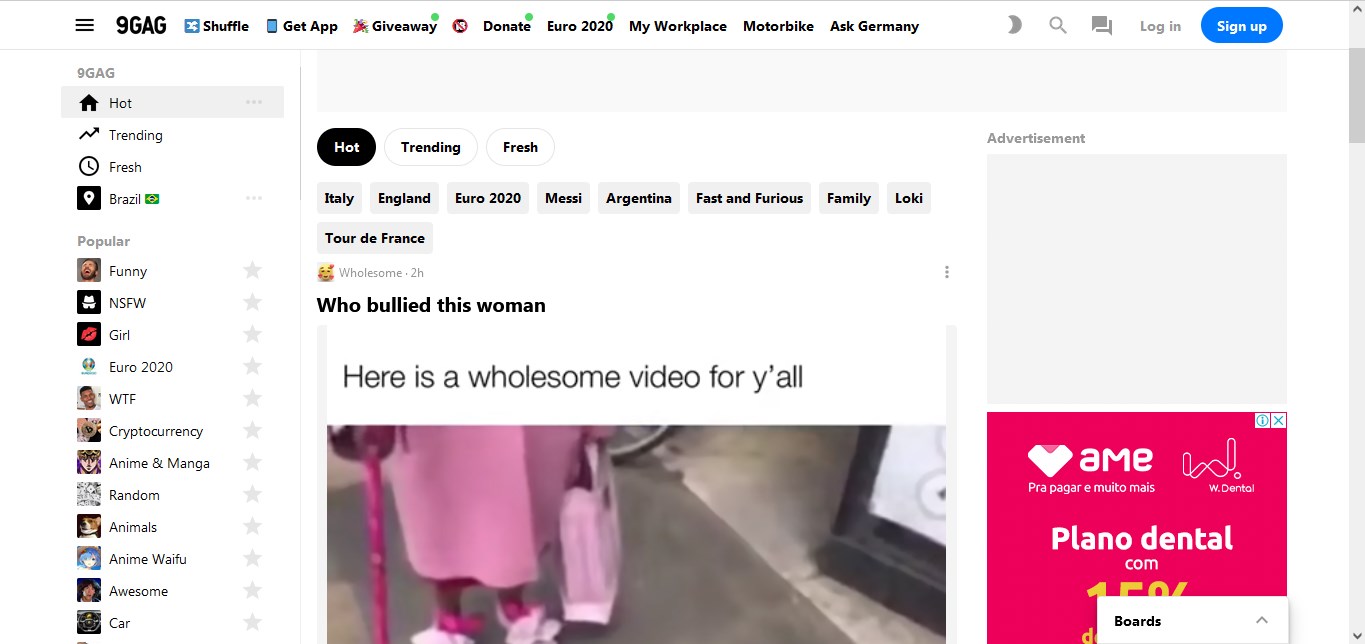 9GAG Shuffle Get App Giveaway Donate Euro 2020 My Workplace Motorbike Ask Germany Log in Sign up
9GAG
Hot
Trending
Fresh
Brazil
Popular
Funny
NSFW
Girl
Euro 2020
WTF
Cryptocurrency
Anime & Manga
Random
Animals
Anime Waifu
Awesome
Car
Hot Trending Fresh
Italy England Euro 2020 Messi Argentina Fast and Furious Family Loki
Tour de France
Wholesome · 2h
Who bullied this woman
Here is a wholesome video for y’all
Advertisement
AME
Pra pagar e muito mais
W.Dental
Plano dental
com
15%
Boards